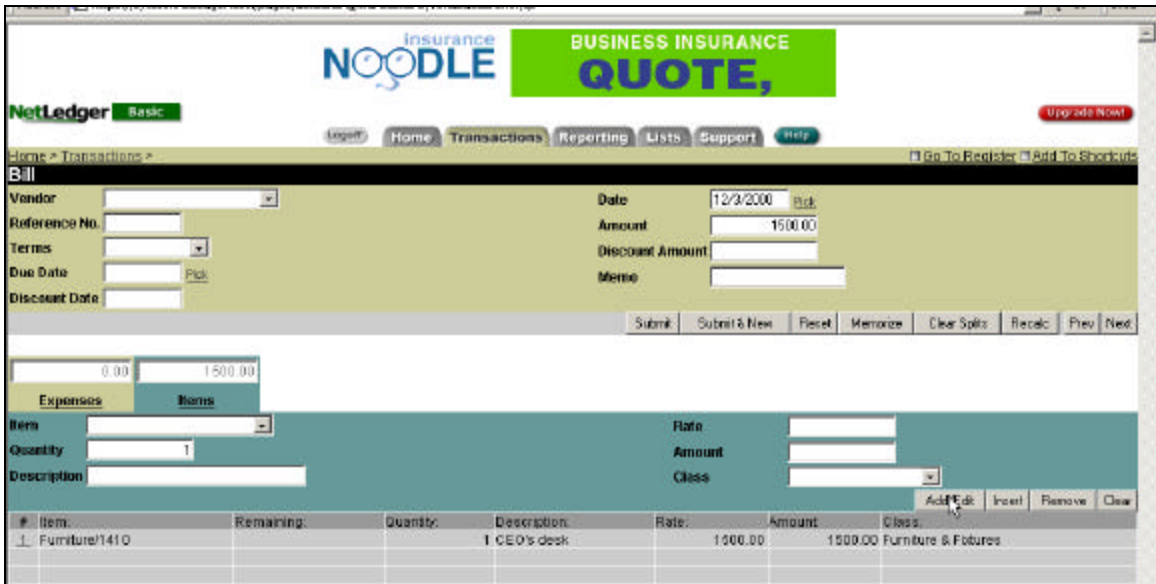 insurance
NOODLE
BUSINESS INSURANCE
QUOTE,
NetLedger Basic
Upgrade Now!
Logoff Home Transactions Reporting Lists Support Help
Home > Transactions >
Go To Register Add To Shortcuts
Bill
Vendor
Date 12/3/2000 Pick
Reference No.
Amount 1500.00
Terms
Discount Amount
Due Date Pick
Memo
Discount Date
Submit Submit & New Reset Memorize Clear Splits Recalc Prev Next
0.00 1500.00
Expenses Items
Item
Rate
Quantity 1
Amount
Description
Class
Add/Edit Insert Remove Clear
# Item: Remaining: Quantity: Description: Rate: Amount Class:
1 Furniture/1410 1 CEO's desk 1500.00 1500.00 Furniture & Fixtures